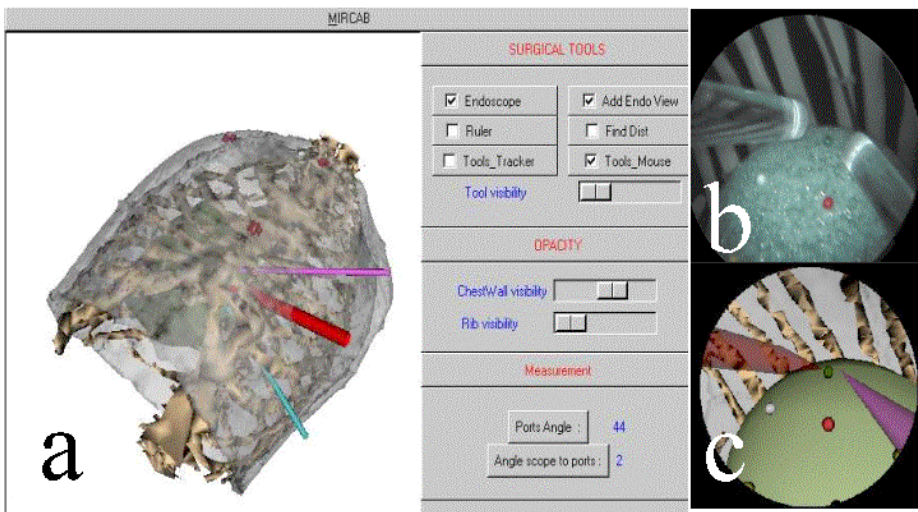 MIRCAB
SURGICAL TOOLS
Endoscope
Add Endo View
Ruler
Find Dist
Tools_Tracker
Tools_Mouse
Tool visibility
OPACITY
ChestWall visibility
Rib visibility
Measurement
Ports Angle : 44
Angle scope to ports : 2
a
b
c